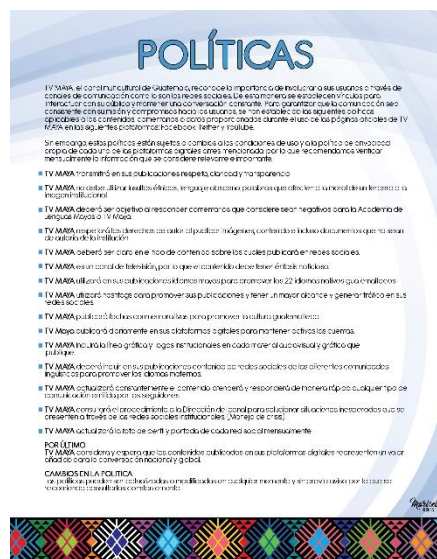 POLÍTICAS
TV MAYA, el canal multicultural de Guatemala, reconoce la importancia de involucrar a sus usuarios a través de
canales de comunicación como lo son las redes sociales. De esta manera se establecen vínculos para
interactuar con su público y mantener una conversación constante. Para garantizar que la comunicación sea
consistente con su misión y compromiso hacia los usuarios, se han establecido las siguientes políticas
aplicables a los contenidos, comentarios o datos proporcionados durante el uso de las páginas oficiales de TV
MAYA en las siguientes plataformas: Facebook, Twitter y Youtube.
Sin embargo, estas políticas están sujetas a cambios a las condiciones de uso y a la política de privacidad
propia de cada una de las plataformas digitales antes mencionadas por lo que recomendamos verificar
mensualmente la información que se considere relevante e importante.
TV MAYA transmitirá en sus publicaciones respeto, claridad y transparencia
TV MAYA no debe utilizar insultos étnicos, lenguaje obsceno, palabras que afecten a la moral de un tercero o la
imagen institucional
TV MAYA deberá ser objetivo al responder comentarios que considere sean negativos para la Academia de
Lenguas Mayas o TV Maya.
TV MAYA respetará los derechos de autor al publicar imágenes, contenido e incluso documentos que no sean
de autoría de la institución
TV MAYA deberá ser claro en el tipo de contenido sobre los cuales publicará en redes sociales.
TV MAYA es un canal de televisión, por lo que el contenido debe tener énfasis noticioso.
TV MAYA utilizará en sus publicaciones idiomas mayas para promover los 22 idiomas nativos guatemaltecos
TV MAYA utilizará hashtags para promover sus publicaciones y tener un mayor alcance y generar tráfico en sus
redes sociales.
TV MAYA publicará fechas conmemorativas para promover la cultura guatemalteca
TV Maya publicará diariamente en sus plataformas digitales para mantener activas las cuentas.
TV MAYA incluirá la línea gráfica y logos institucionales en cada material audiovisual y gráfico que
publique.
TV MAYA deberá incluir en sus publicaciones contenido de redes sociales de las diferentes comunidades
lingüísticas para promover los idiomas maternos.
TV MAYA actualizará constantemente el contenido, atenderá y responderá de manera rápida cualquier tipo de
comunicación emitida por los seguidores
TV MAYA consultará el procedimiento a la Dirección del canal para solucionar situaciones inesperadas que se
presenten a través de las redes sociales institucionales (Manejo de crisis)
TV MAYA actualizará la foto de perfil y portada de cada red social mensualmente
POR ÚLTIMO
TV MAYA considera y espera que los contenidos publicados en sus plataformas digitales representen un valor
añadido para la conversación nacional y global.
CAMBIOS EN LA POLITICA
Las políticas pueden ser actualizadas o modificadas en cualquier momento y sin previo aviso, por lo que se
recomienda consultarlas constantemente